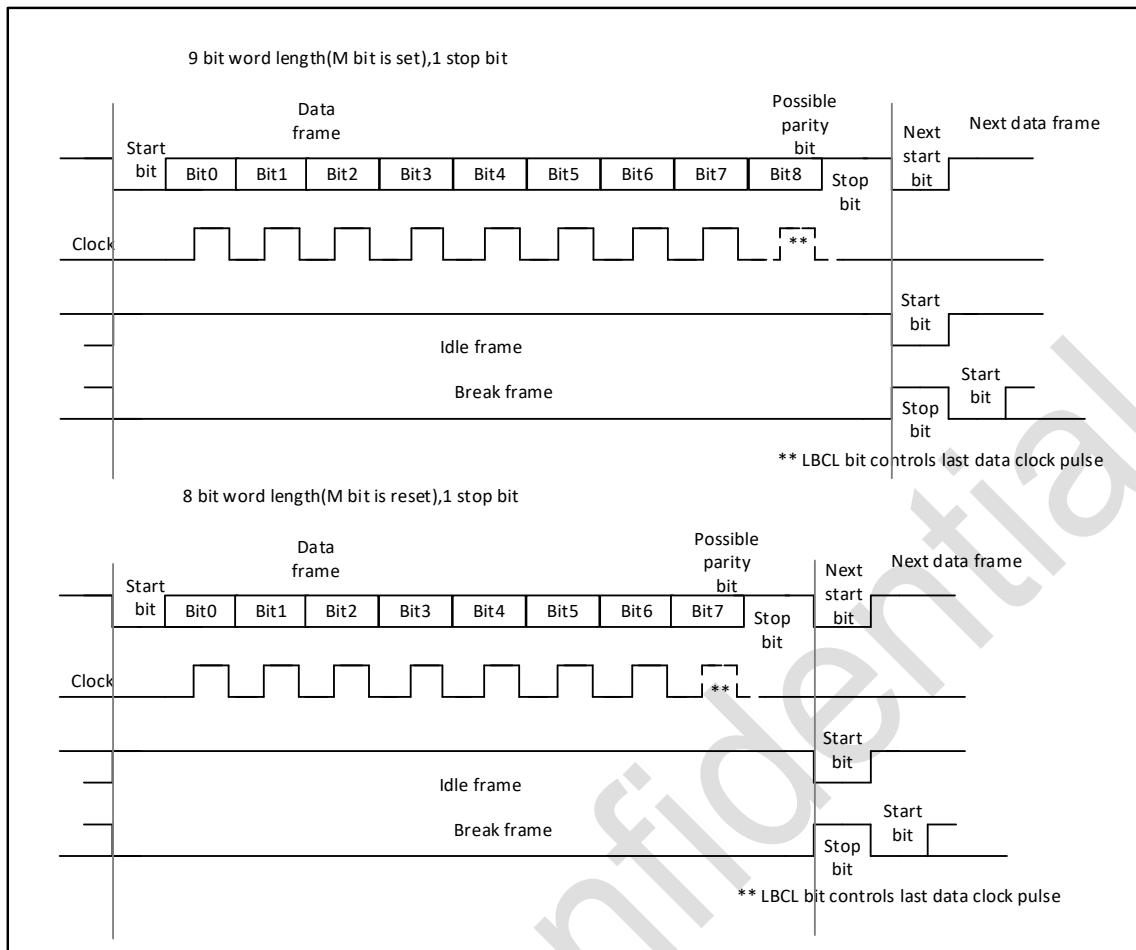 9 bit word length(M bit is set),1 stop bit
Data
frame
Possible
parity
bit
Next data frame
Start
bit
Next
start
bit
Bit0 Bit1 Bit2 Bit3 Bit4 Bit5 Bit6 Bit7 Bit8
Stop
bit
Clock
**
Start
bit
Idle frame
Break frame
Start
bit
Stop
bit
** LBCL bit controls last data clock pulse
8 bit word length(M bit is reset),1 stop bit
Data
frame
Possible
parity
bit
Next data frame
Start
bit
Next
start
bit
Bit0 Bit1 Bit2 Bit3 Bit4 Bit5 Bit6 Bit7
Stop
bit
Clock
**
Start
bit
Idle frame
Break frame
Start
bit
Stop
bit
** LBCL bit controls last data clock pulse
nfidential